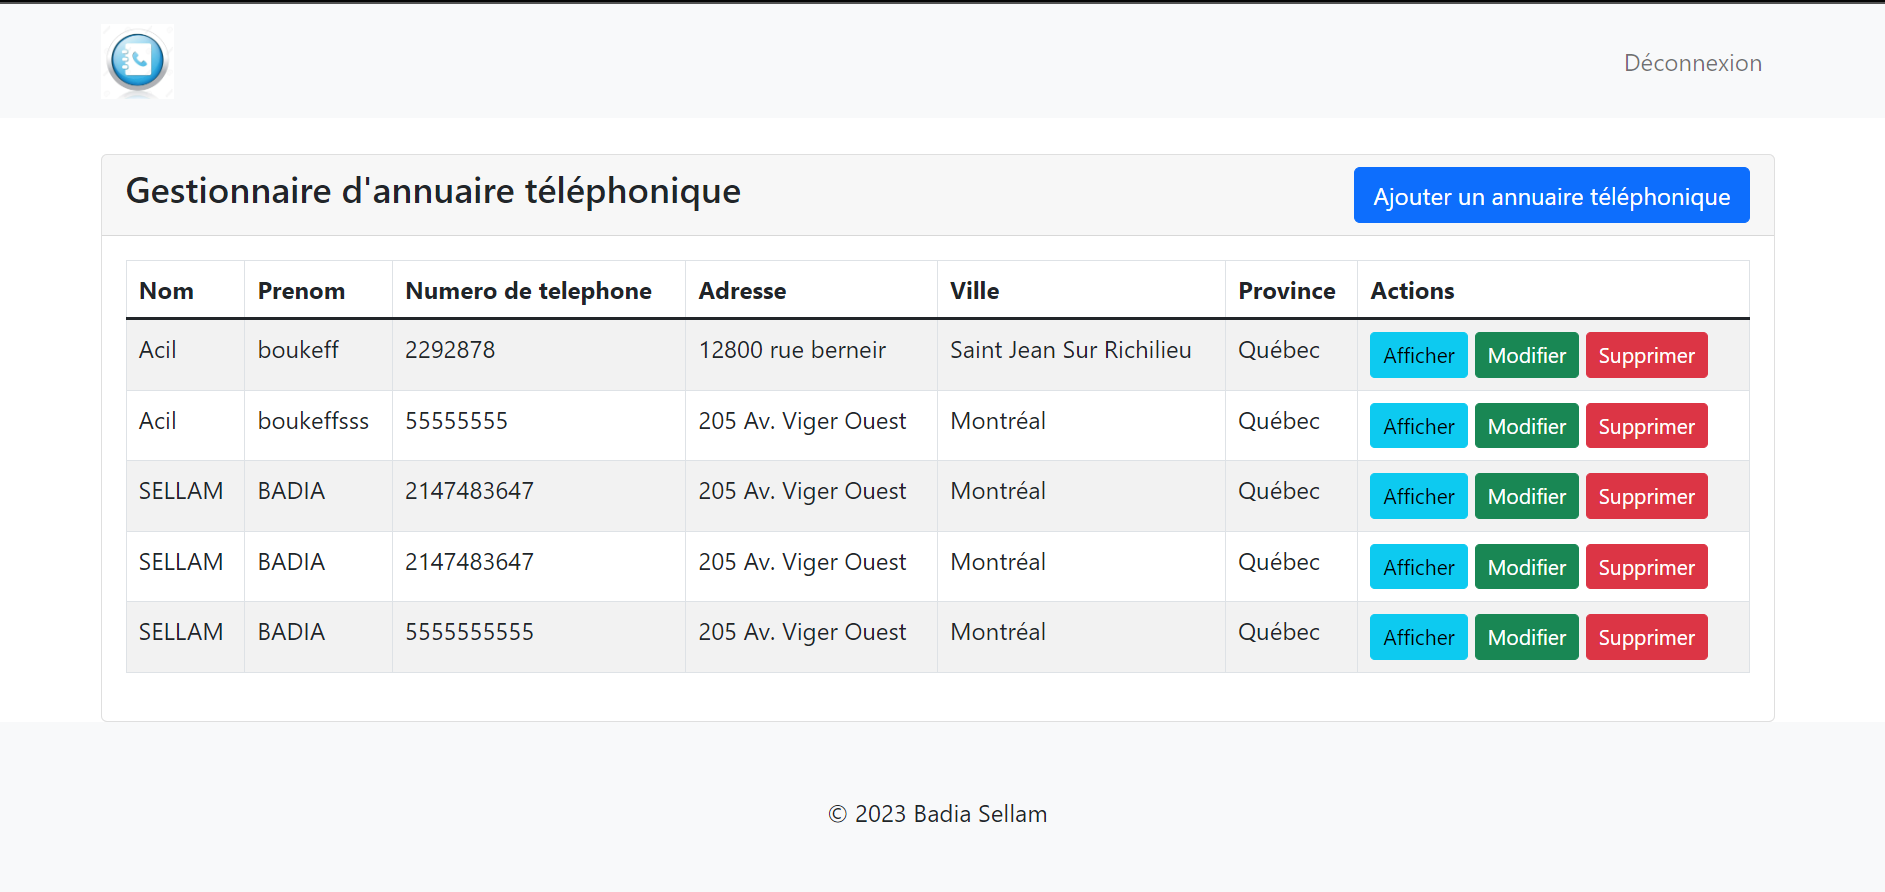 Déconnexion
Gestionnaire d'annuaire téléphonique
Ajouter un annuaire téléphonique
Nom Prenom Numero de telephone Adresse Ville Province Actions
Acil boukeff 2292878 12800 rue berneir Saint Jean Sur Richilieu Québec Afficher Modifier Supprimer
Acil boukeffsss 55555555 205 Av. Viger Ouest Montréal Québec Afficher Modifier Supprimer
SELLAM BADIA 2147483647 205 Av. Viger Ouest Montréal Québec Afficher Modifier Supprimer
SELLAM BADIA 2147483647 205 Av. Viger Ouest Montréal Québec Afficher Modifier Supprimer
SELLAM BADIA 5555555555 205 Av. Viger Ouest Montréal Québec Afficher Modifier Supprimer
© 2023 Badia Sellam